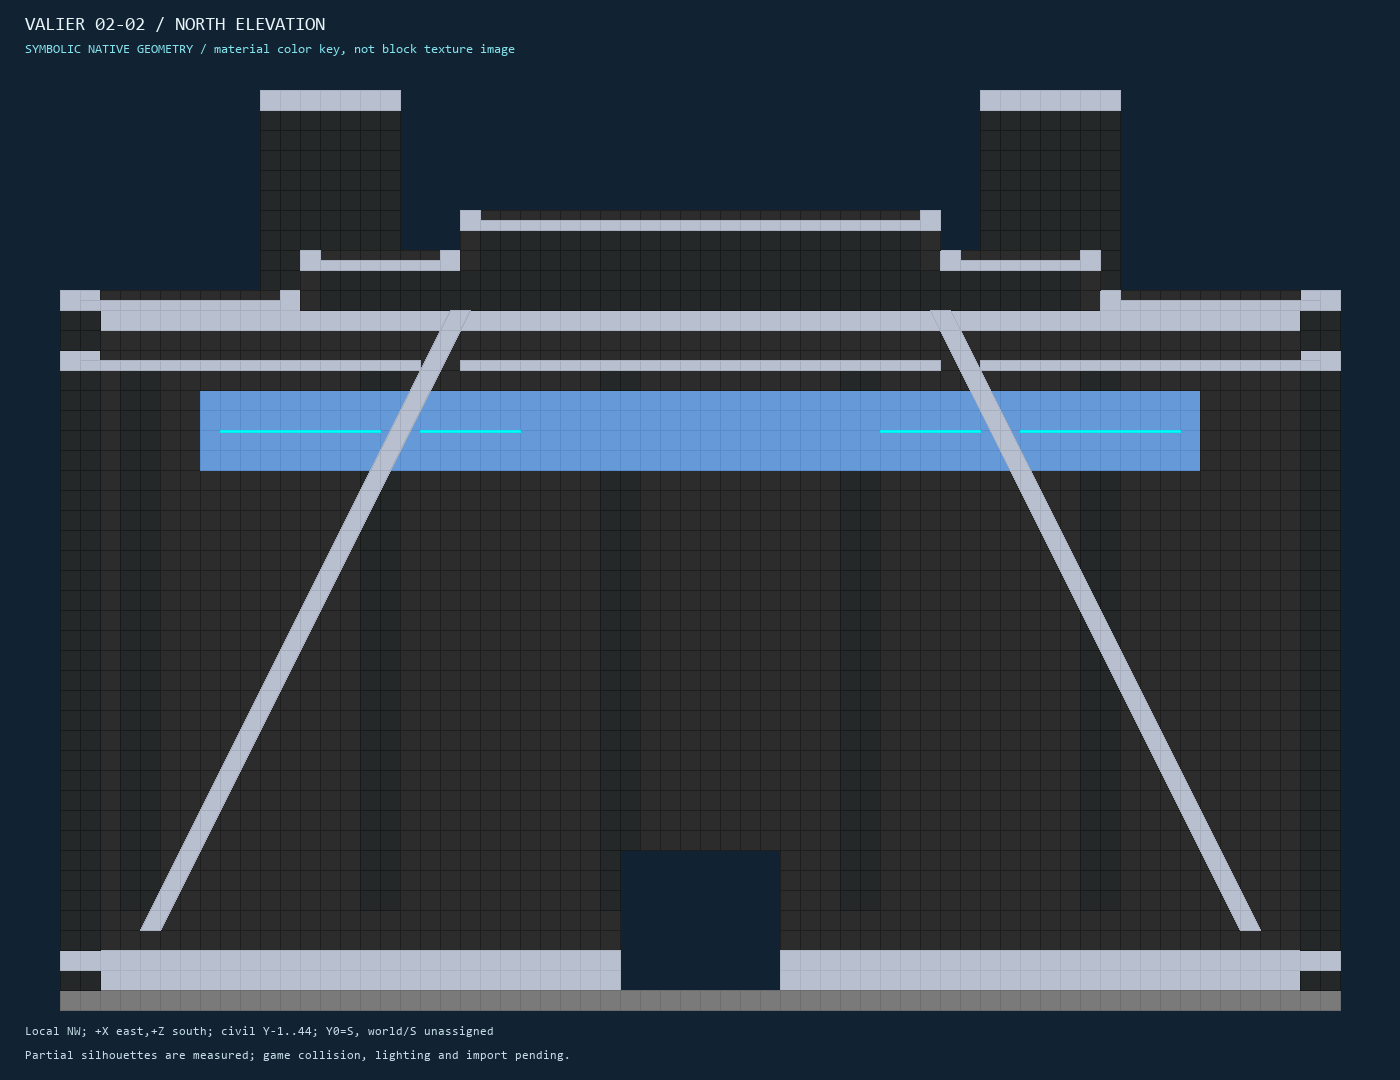 VALIER 02-02 / NORTH ELEVATION
SYMBOLIC NATIVE GEOMETRY / material color key, not block texture image
Local NW; +X east,+Z south; civil Y-1..44; Y0=S, world/S unassigned
Partial silhouettes are measured; game collision, lighting and import pending.